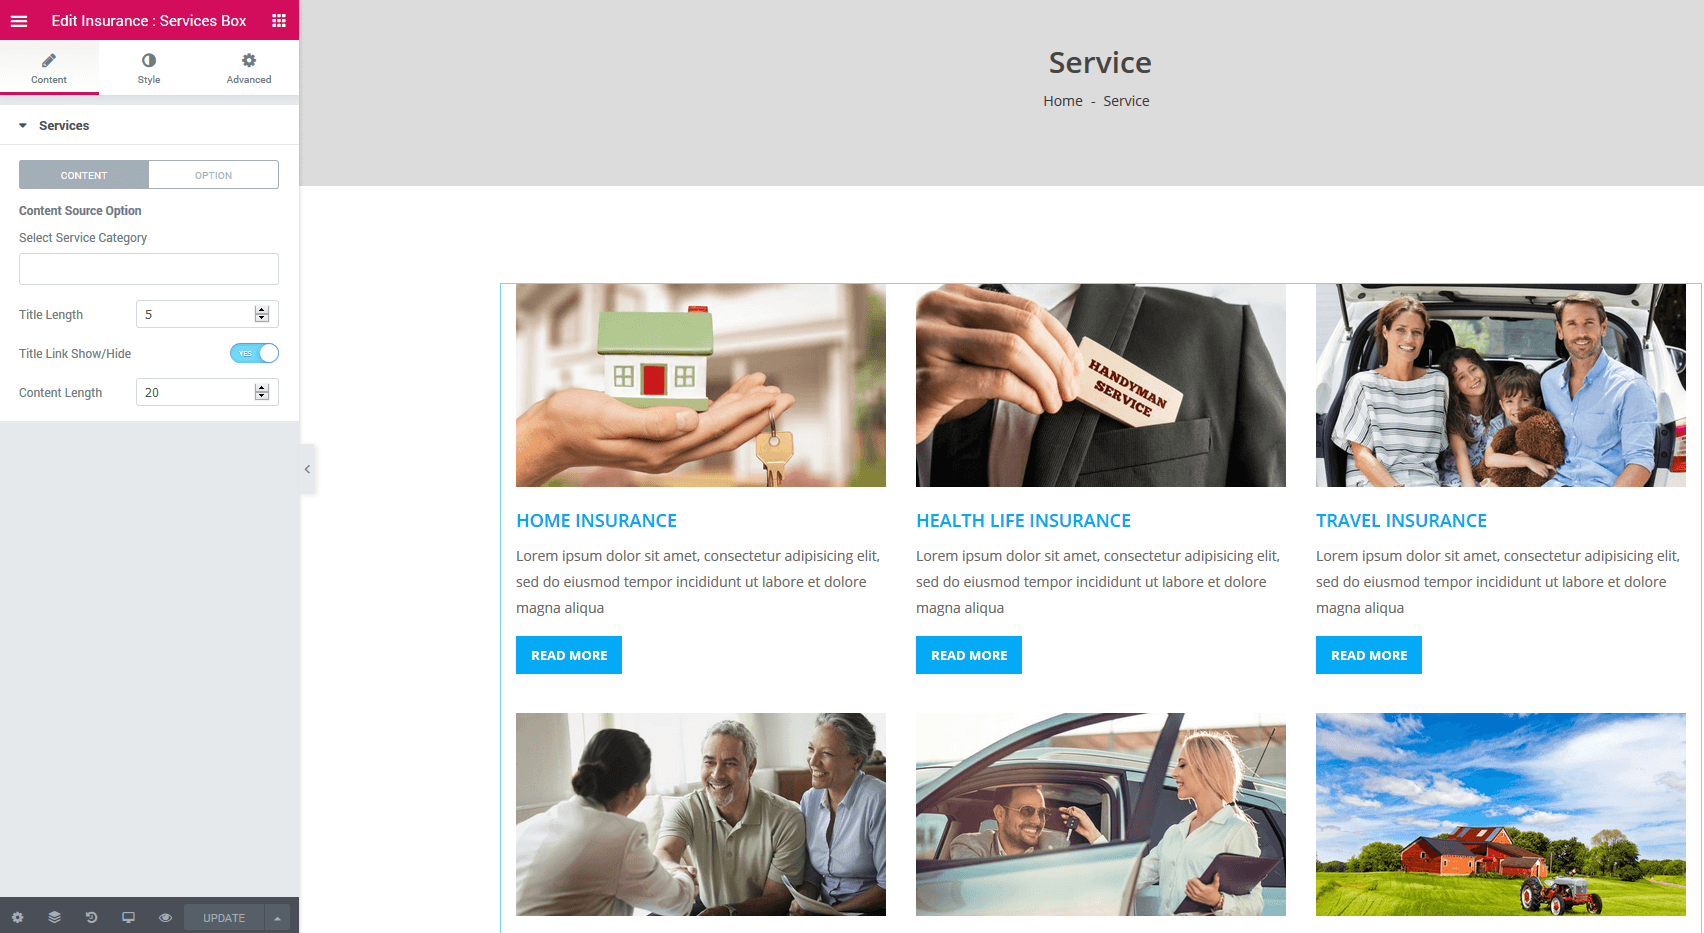 Edit Insurance : Services Box
Content
Style
Advanced
Services
CONTENT
OPTION
Content Source Option
Select Service Category
Title Length
5
Title Link Show/Hide
YES
Content Length
20
UPDATE
Service
Home - Service
HANDYMAN
SERVICE
HOME INSURANCE
Lorem ipsum dolor sit amet, consectetur adipisicing elit,
sed do eiusmod tempor incididunt ut labore et dolore
magna aliqua
READ MORE
HEALTH LIFE INSURANCE
Lorem ipsum dolor sit amet, consectetur adipisicing elit,
sed do eiusmod tempor incididunt ut labore et dolore
magna aliqua
READ MORE
TRAVEL INSURANCE
Lorem ipsum dolor sit amet, consectetur adipisicing elit,
sed do eiusmod tempor incididunt ut labore et dolore
magna aliqua
READ MORE